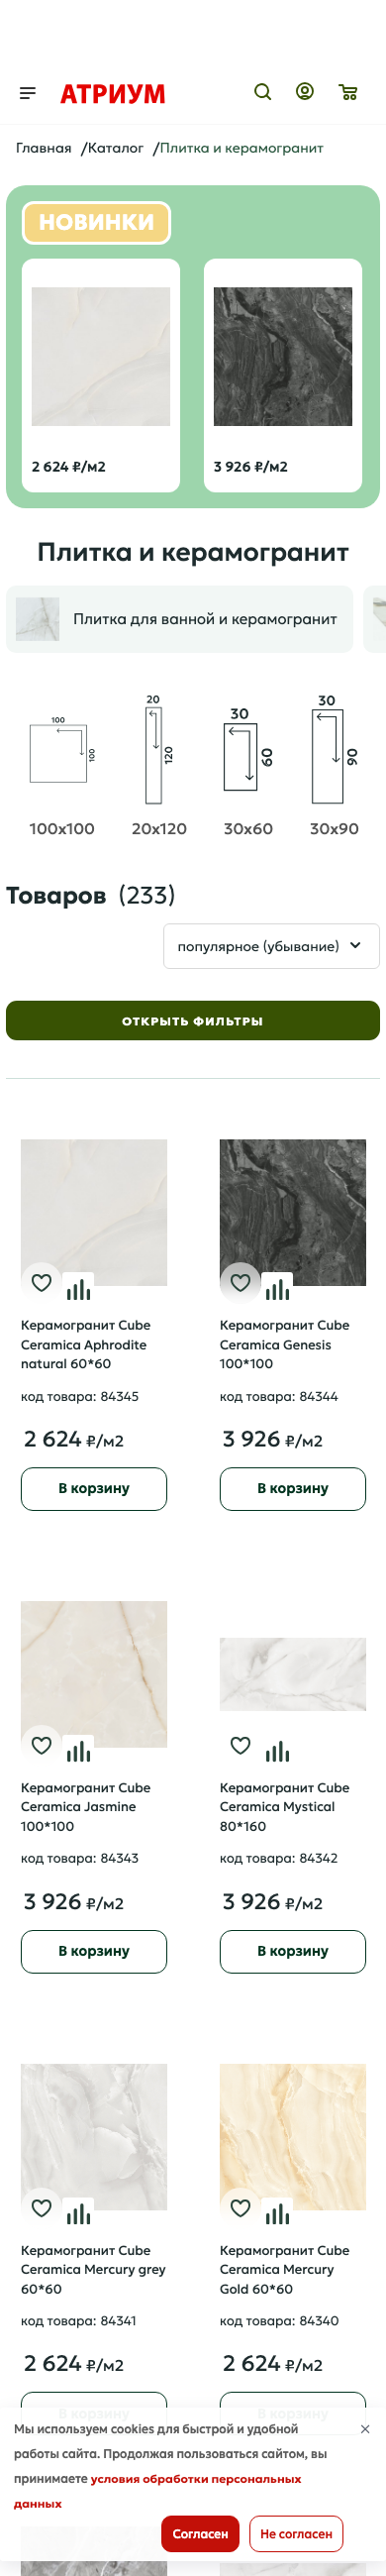 АТРИУМ
Главная /Каталог /Плитка и керамогранит
НОВИНКИ
2 624 ₽/м2
3 926 ₽/м2
Плитка и керамогранит
Плитка для ванной и керамогранит
100
100
20
120
30
60
30
90
100x100
20x120
30x60
30x90
Товаров (233)
популярное (убывание)
ОТКРЫТЬ ФИЛЬТРЫ
Керамогранит Cube
Ceramica Aphrodite
natural 60*60
код товара: 84345
2 624 ₽/м2
В корзину
Керамогранит Cube
Ceramica Genesis
100*100
код товара: 84344
3 926 ₽/м2
В корзину
Керамогранит Cube
Ceramica Jasmine
100*100
код товара: 84343
3 926 ₽/м2
В корзину
Керамогранит Cube
Ceramica Mystical
80*160
код товара: 84342
3 926 ₽/м2
В корзину
Керамогранит Cube
Ceramica Mercury grey
60*60
код товара: 84341
2 624 ₽/м2
В корзину
Керамогранит Cube
Ceramica Mercury
Gold 60*60
код товара: 84340
2 624 ₽/м2
В корзину
Мы используем cookies для быстрой и удобной
работы сайта. Продолжая пользоваться сайтом, вы
принимаете условия обработки персональных
данных
Согласен
Не согласен